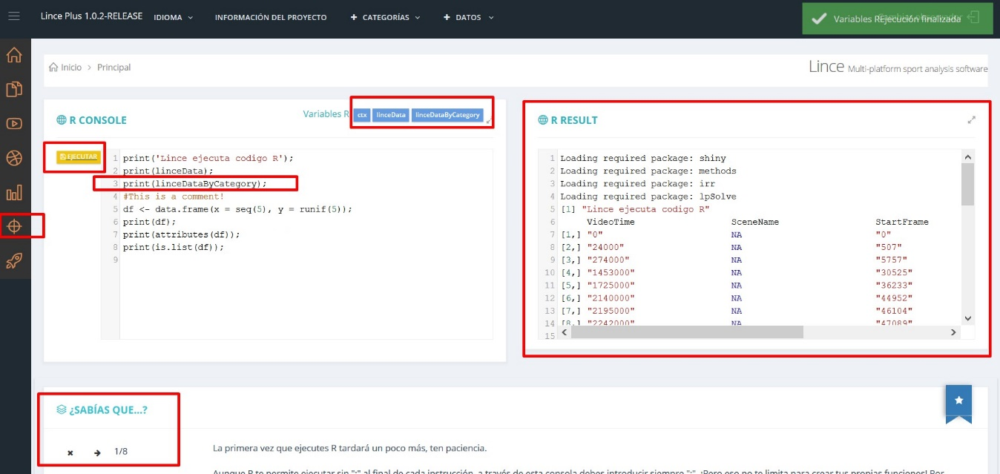 Lince Plus 1.0.2-RELEASE IDIOMA INFORMACIÓN DEL PROYECTO + CATEGORÍAS + DATOS
Variables REjecución finalizada
Inicio > Principal
Lince Multi-platform sport analysis software
R CONSOLE
Variables R ctx linceData linceDataByCategory
EJECUTAR
1 print('Lince ejecuta codigo R');
2 print(linceData);
3 print(linceDataByCategory);
4 #This is a comment!
5 df <- data.frame(x = seq(5), y = runif(5));
6 print(df);
7 print(attributes(df));
8 print(is.list(df));
9
R RESULT
1 Loading required package: shiny
2 Loading required package: methods
3 Loading required package: irr
4 Loading required package: lpSolve
5 [1] "Lince ejecuta codigo R"
6 VideoTime SceneName StartFrame
7 [1,] "0" NA "0"
8 [2,] "24000" NA "507"
9 [3,] "274000" NA "5757"
10 [4,] "1453000" NA "30525"
11 [5,] "1725000" NA "36233"
12 [6,] "2140000" NA "44952"
13 [7,] "2195000" NA "46104"
14 [8,] "2242000" NA "47089"
15
¿SABÍAS QUE...?
1/8
La primera vez que ejecutes R tardará un poco más, ten paciencia.
Aunque R te permite ejecutar sin ";" al final de cada instrucción, a través de esta consola debes introducir siempre ";". ¡Pero eso no te limita para crear tus propias funciones! Por